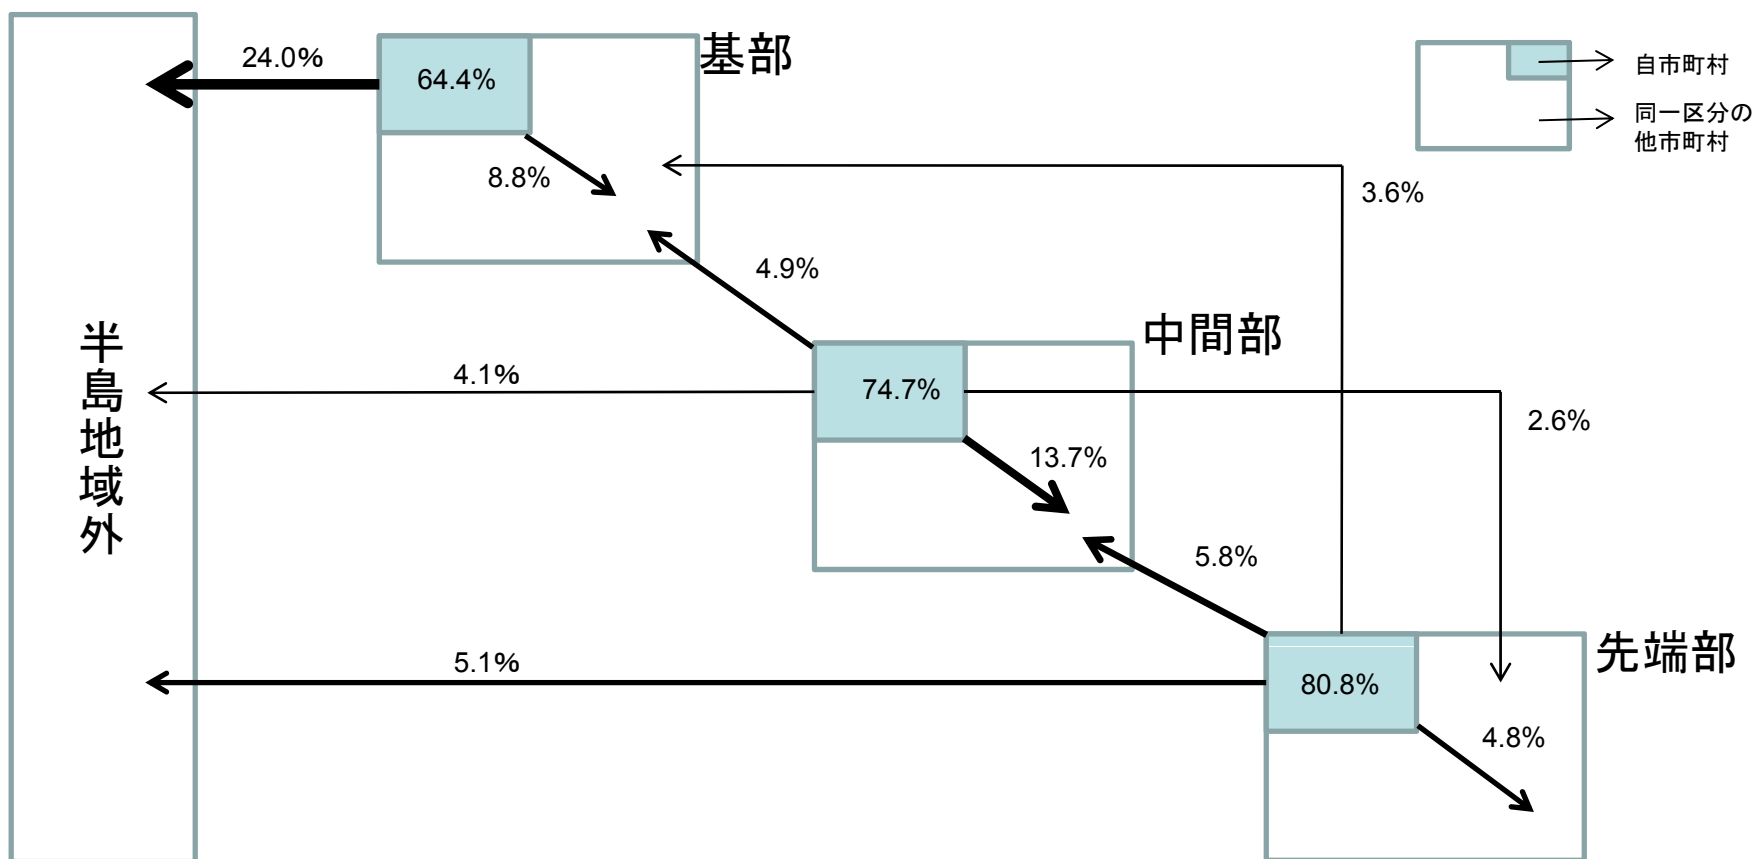 24.0%
64.4%
基部
自市町村
同一区分の
他市町村
8.8%
3.6%
4.9%
半島地域外
中間部
4.1%
74.7%
2.6%
13.7%
5.8%
先端部
5.1%
80.8%
4.8%